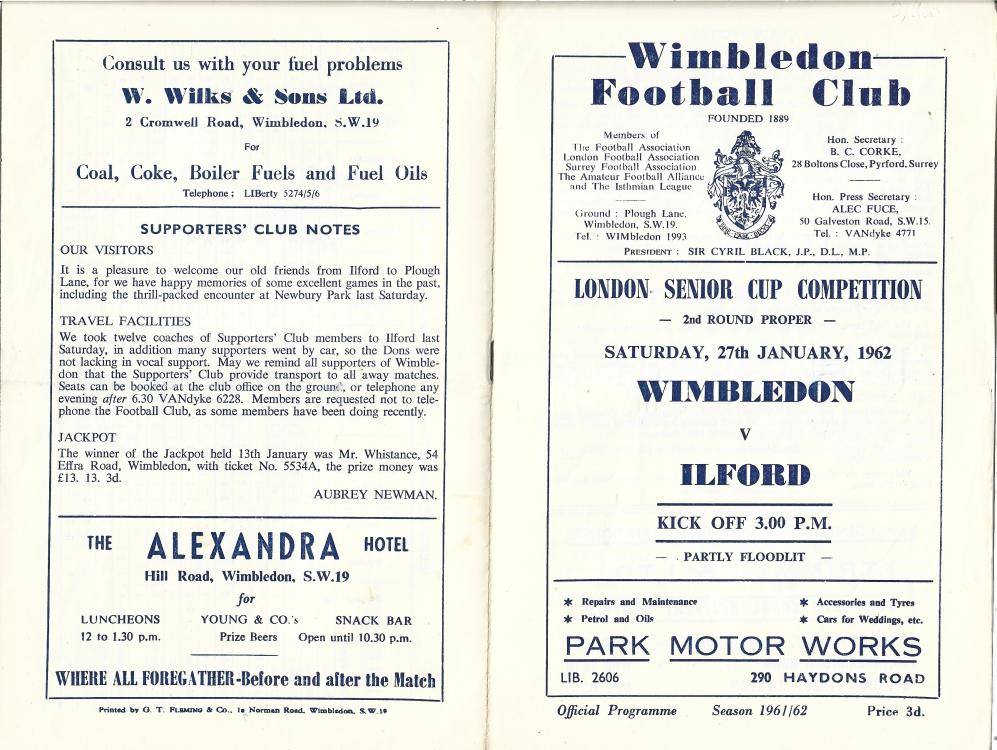 Consult us with your fuel problems
W. Wilks & Sons Ltd.
2 Cromwell Road, Wimbledon, S.W.19
For
Coal, Coke, Boiler Fuels and Fuel Oils
Telephone : LIBerty 5274/5/6
SUPPORTERS' CLUB NOTES
OUR VISITORS
It is a pleasure to welcome our old friends from Ilford to Plough
Lane, for we have happy memories of some excellent games in the past,
including the thrill-packed encounter at Newbury Park last Saturday.
TRAVEL FACILITIES
We took twelve coaches of Supporters' Club members to Ilford last
Saturday, in addition many supporters went by car, so the Dons were
not lacking in vocal support. May we remind all supporters of Wimble-
don that the Supporters' Club provide transport to all away matches.
Seats can be booked at the club office on the ground, or telephone any
evening after 6.30 VANdyke 6228. Members are requested not to tele-
phone the Football Club, as some members have been doing recently.
JACKPOT
The winner of the Jackpot held 13th January was Mr. Whistance, 54
Effra Road, Wimbledon, with ticket No. 5534A, the prize money was
£13. 13. 3d.
AUBREY NEWMAN.
THE ALEXANDRA HOTEL
Hill Road, Wimbledon, S.W.19
for
LUNCHEONS YOUNG & CO.'s SNACK BAR
12 to 1.30 p.m. Prize Beers Open until 10.30 p.m.
WHERE ALL FOREGATHER-Before and after the Match
Printed by G. T. FLEMING & Co., 1a Norman Road, Wimbledon, S.W.19
Wimbledon
Football Club
FOUNDED 1889
Members of
The Football Association
London Football Association
Surrey Football Association
The Amateur Football Alliance
and The Isthmian League
Ground : Plough Lane,
Wimbledon, S.W.19.
Tel. : WIMbledon 1993
Hon. Secretary :
B. C. CORKE,
28 Boltons Close, Pyrford, Surrey
Hon. Press Secretary :
ALEC FUCE,
50 Galveston Road, S.W.15.
Tel. : VANdyke 4771
PRESIDENT : SIR CYRIL BLACK, J.P., D.L., M.P.
LONDON SENIOR CUP COMPETITION
— 2nd ROUND PROPER —
SATURDAY, 27th JANUARY, 1962
WIMBLEDON
V
ILFORD
KICK OFF 3.00 P.M.
— PARTLY FLOODLIT —
* Repairs and Maintenance * Accessories and Tyres
* Petrol and Oils * Cars for Weddings, etc.
PARK MOTOR WORKS
LIB. 2606 290 HAYDONS ROAD
Official Programme Season 1961/62 Price 3d.